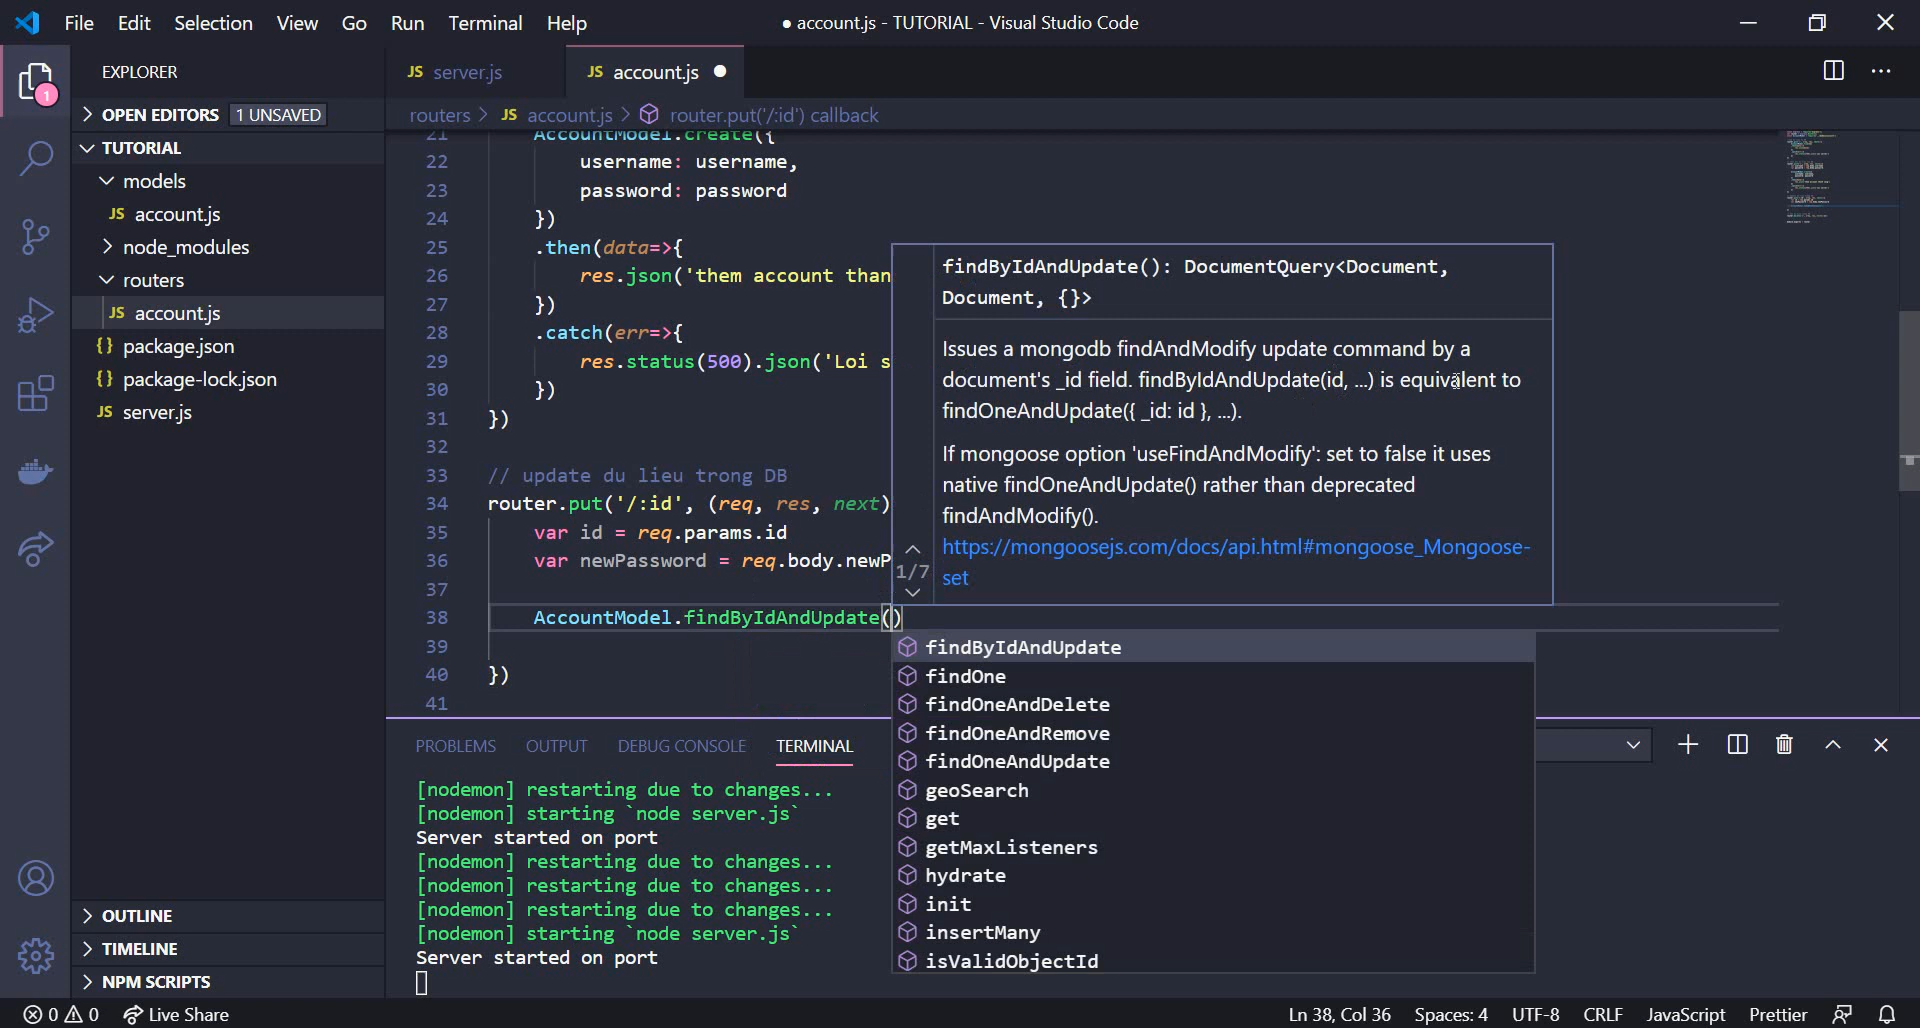 File Edit Selection View Go Run Terminal Help
● account.js - TUTORIAL - Visual Studio Code
EXPLORER
JS server.js
JS account.js ●
1
OPEN EDITORS 1 UNSAVED
routers > JS account.js > router.put('/:id') callback
TUTORIAL
models
JS account.js
node_modules
routers
JS account.js
{} package.json
{} package-lock.json
JS server.js
OUTLINE
TIMELINE
NPM SCRIPTS
21 AccountModel.create({
22 username: username,
23 password: password
24 })
25 .then(data=>{
26 res.json('them account than
27 })
28 .catch(err=>{
29 res.status(500).json('Loi s
30 })
31 })
32
33 // update du lieu trong DB
34 router.put('/:id', (req, res, next)
35 var id = req.params.id
36 var newPassword = req.body.newP
37
38 AccountModel.findByIdAndUpdate()
39
40 })
41
findByIdAndUpdate(): DocumentQuery<Document,
Document, {}>
Issues a mongodb findAndModify update command by a
document's _id field. findByIdAndUpdate(id, ...) is equivalent to
findOneAndUpdate({ _id: id }, ...).
If mongoose option 'useFindAndModify': set to false it uses
native findOneAndUpdate() rather than deprecated
findAndModify().
https://mongoosejs.com/docs/api.html#mongoose_Mongoose-
set
1/7
findByIdAndUpdate
findOne
findOneAndDelete
findOneAndRemove
findOneAndUpdate
geoSearch
get
getMaxListeners
hydrate
init
insertMany
isValidObjectId
PROBLEMS OUTPUT DEBUG CONSOLE TERMINAL
[nodemon] restarting due to changes...
[nodemon] starting `node server.js`
Server started on port
[nodemon] restarting due to changes...
[nodemon] restarting due to changes...
[nodemon] restarting due to changes...
[nodemon] starting `node server.js`
Server started on port
0 0 Live Share
Ln 38, Col 36 Spaces: 4 UTF-8 CRLF JavaScript Prettier